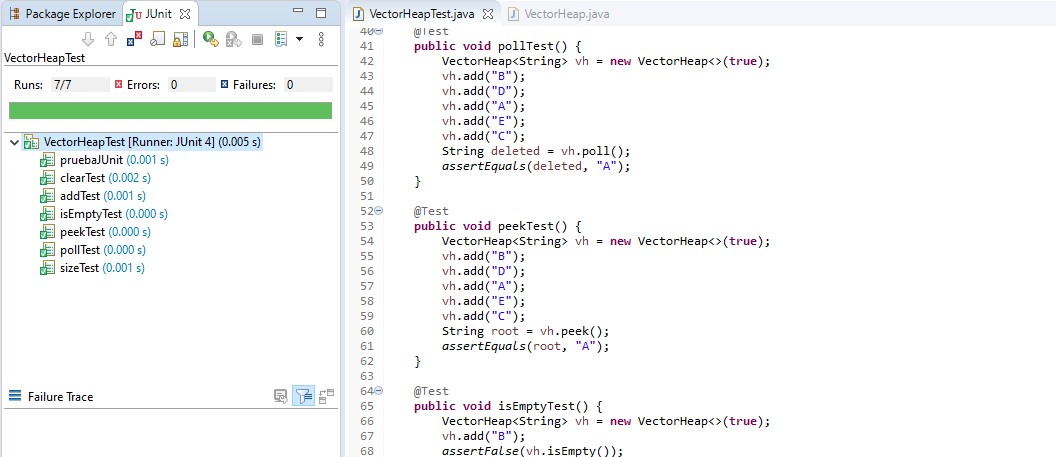 Package Explorer
JUnit
VectorHeapTest
Runs: 7/7 Errors: 0 Failures: 0
VectorHeapTest [Runner: JUnit 4] (0.005 s)
pruebaJUnit (0.001 s)
clearTest (0.002 s)
addTest (0.001 s)
isEmptyTest (0.000 s)
peekTest (0.000 s)
pollTest (0.000 s)
sizeTest (0.001 s)
Failure Trace
VectorHeapTest.java
VectorHeap.java
40 @Test
41 public void pollTest() {
42 VectorHeap<String> vh = new VectorHeap<>(true);
43 vh.add("B");
44 vh.add("D");
45 vh.add("A");
46 vh.add("E");
47 vh.add("C");
48 String deleted = vh.poll();
49 assertEquals(deleted, "A");
50 }
51
52 @Test
53 public void peekTest() {
54 VectorHeap<String> vh = new VectorHeap<>(true);
55 vh.add("B");
56 vh.add("D");
57 vh.add("A");
58 vh.add("E");
59 vh.add("C");
60 String root = vh.peek();
61 assertEquals(root, "A");
62 }
63
64 @Test
65 public void isEmptyTest() {
66 VectorHeap<String> vh = new VectorHeap<>(true);
67 vh.add("B");
68 assertFalse(vh.isEmpty());